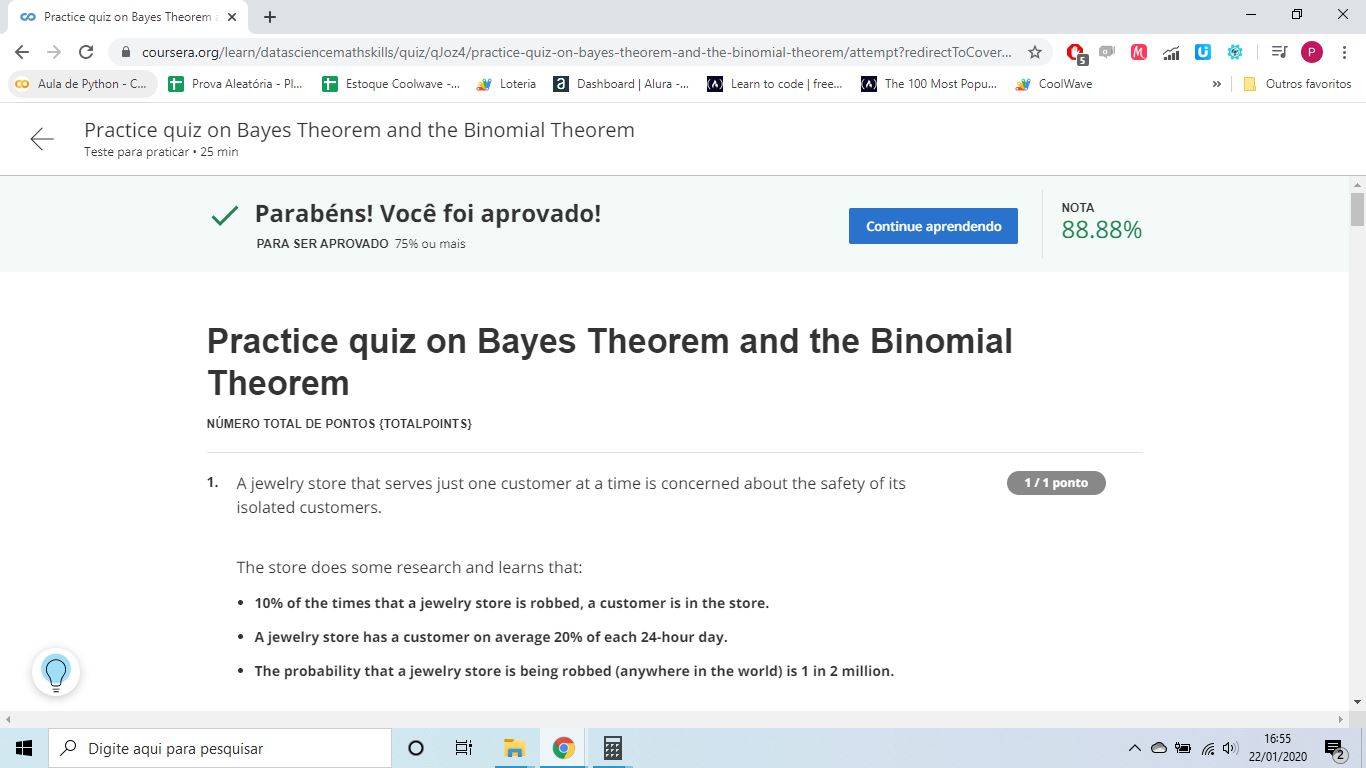 Practice quiz on Bayes Theorem a
coursera.org/learn/datasciencemathskills/quiz/qJoz4/practice-quiz-on-bayes-theorem-and-the-binomial-theorem/attempt?redirectToCover...
5
M
P
Aula de Python - C...
Prova Aleatória - Pl...
Estoque Coolwave -...
Loteria
Dashboard | Alura -...
Learn to code | free...
The 100 Most Popu...
CoolWave
»
Outros favoritos
Practice quiz on Bayes Theorem and the Binomial Theorem
Teste para praticar • 25 min
Parabéns! Você foi aprovado!
PARA SER APROVADO 75% ou mais
Continue aprendendo
NOTA
88.88%
Practice quiz on Bayes Theorem and the Binomial
Theorem
NÚMERO TOTAL DE PONTOS {TOTALPOINTS}
1. A jewelry store that serves just one customer at a time is concerned about the safety of its
isolated customers.
1 / 1 ponto
The store does some research and learns that:
• 10% of the times that a jewelry store is robbed, a customer is in the store.
• A jewelry store has a customer on average 20% of each 24-hour day.
• The probability that a jewelry store is being robbed (anywhere in the world) is 1 in 2 million.
Digite aqui para pesquisar
16:55
22/01/2020
2